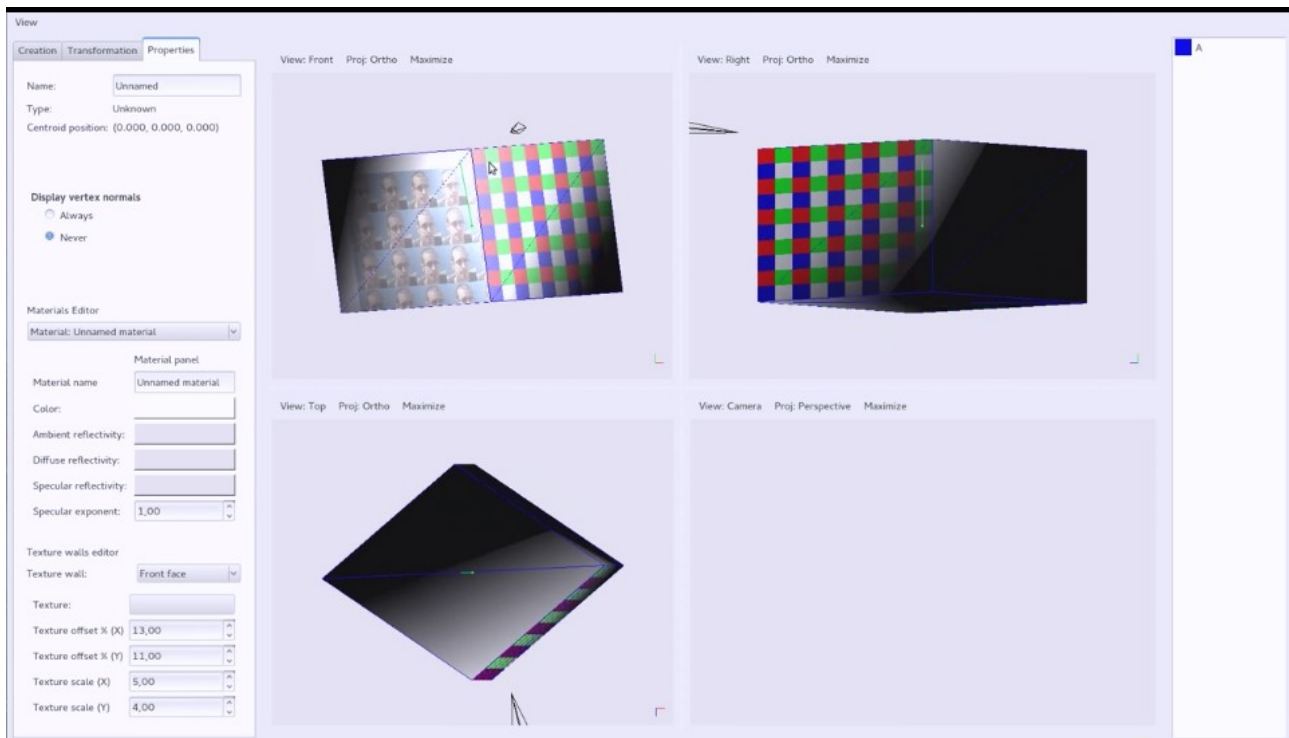 View
Creation Transformation Properties
Name: Unnamed
Type: Unknown
Centroid position: (0.000, 0.000, 0.000)
Display vertex normals
Always
Never
Materials Editor
Material: Unnamed material
Material panel
Material name Unnamed material
Color:
Ambient reflectivity:
Diffuse reflectivity:
Specular reflectivity:
Specular exponent: 1,00
Texture walls editor
Texture wall: Front face
Texture:
Texture offset % (X) 13,00
Texture offset % (Y) 11,00
Texture scale (X) 5,00
Texture scale (Y) 4,00
View: Front Proj: Ortho Maximize
View: Right Proj: Ortho Maximize
View: Top Proj: Ortho Maximize
View: Camera Proj: Perspective Maximize
A